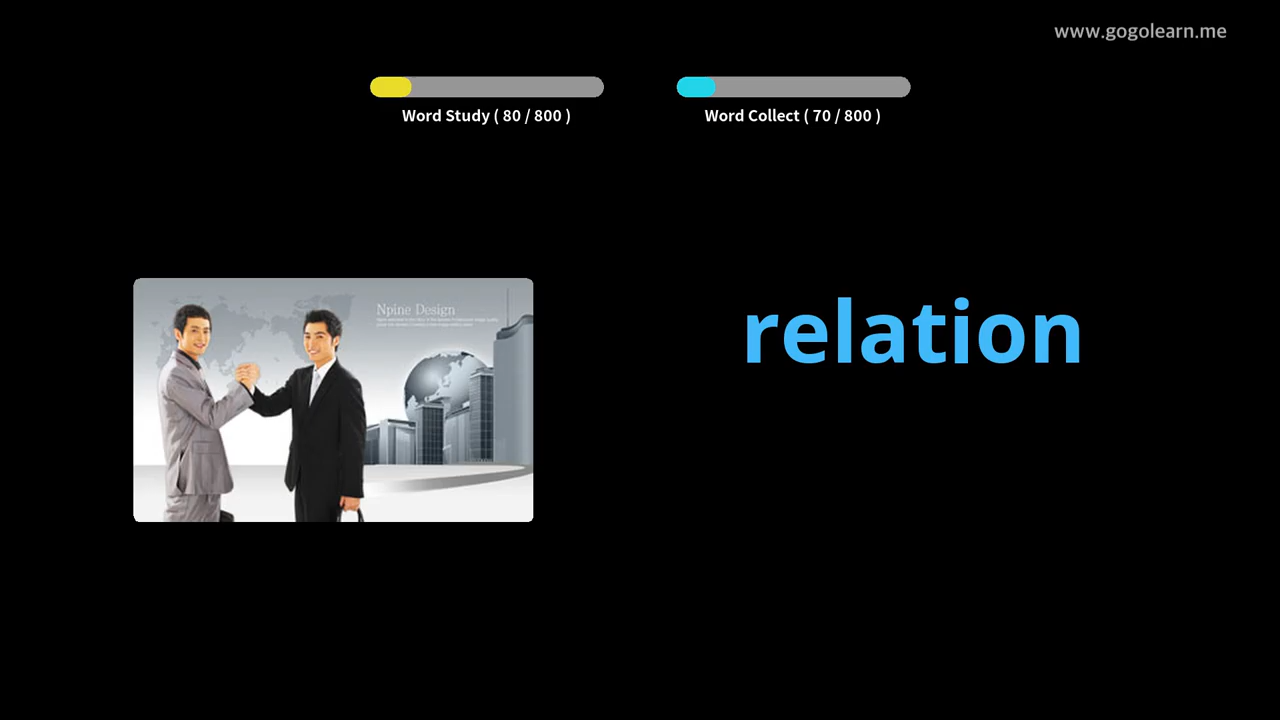 www.gogolearn.me
Word Study ( 80 / 800 )
Word Collect ( 70 / 800 )
Npine Design
relation